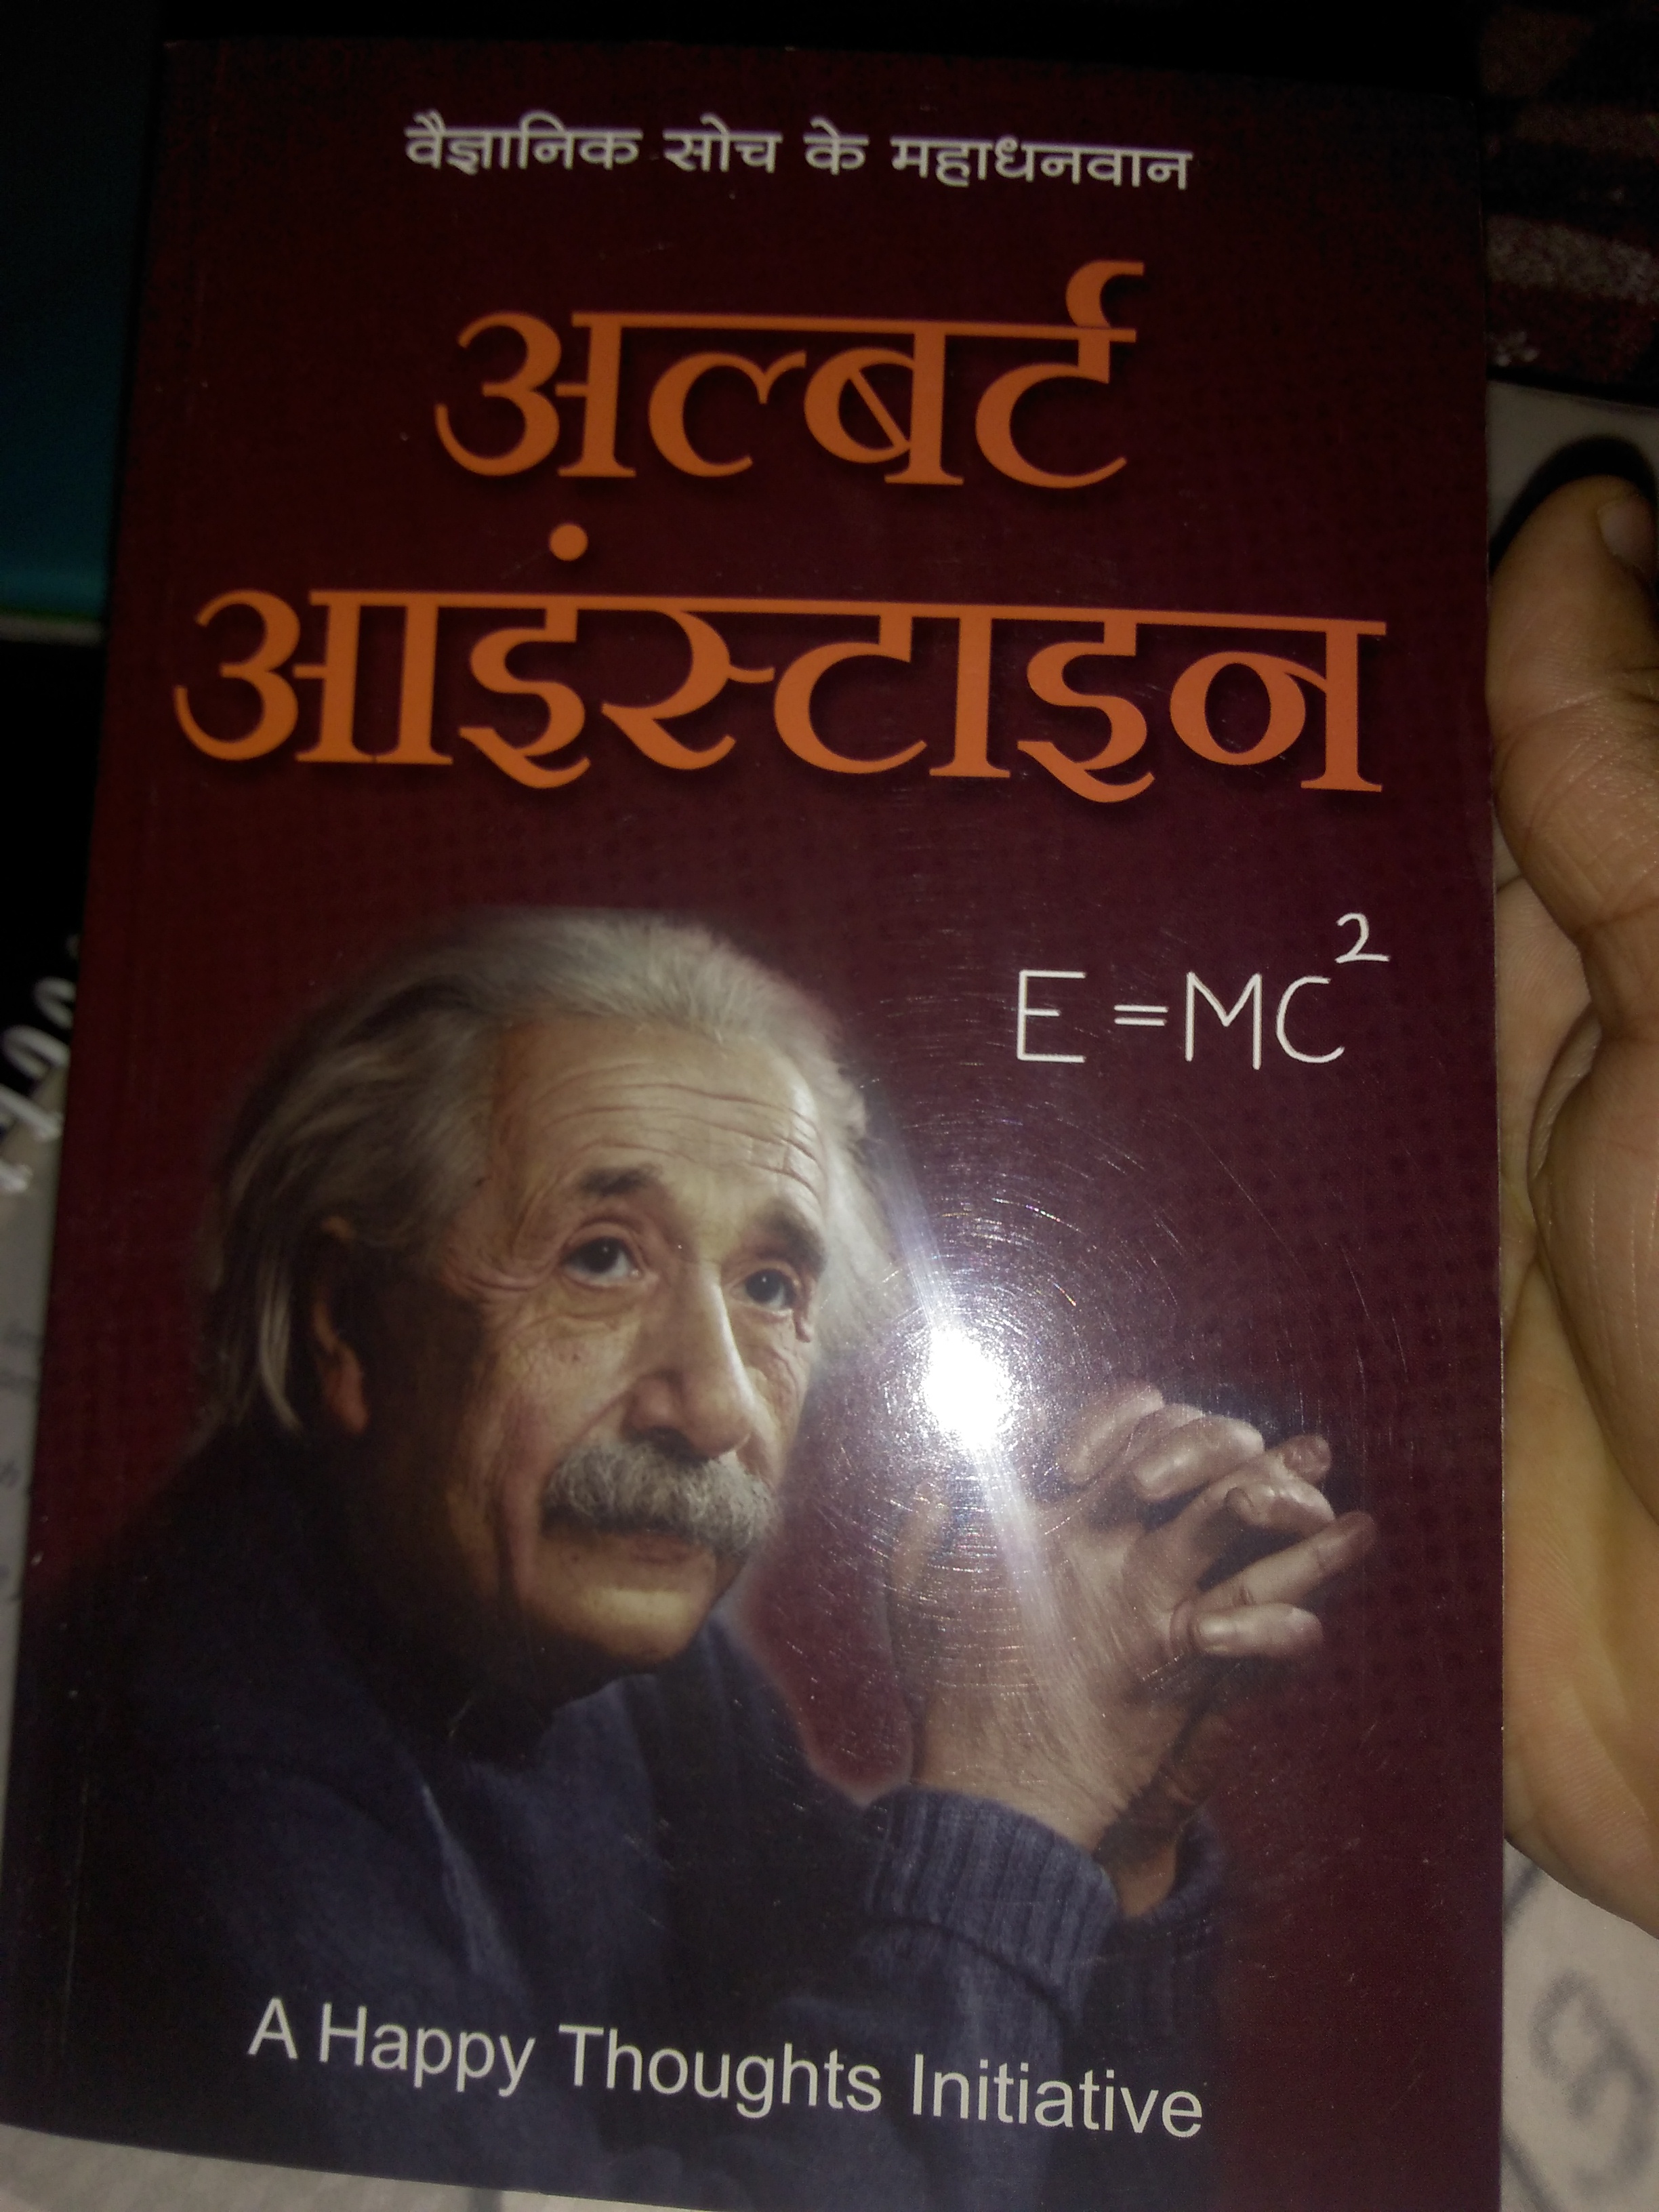 वैज्ञानिक सोच के महाधनवान
अल्बर्ट
आइंस्टाइन
E = MC²
A Happy Thoughts Initiative